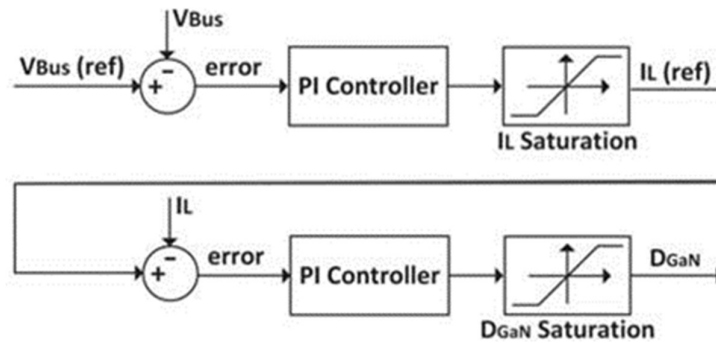 VBus
VBus (ref)
-
+
error
PI Controller
IL (ref)
IL Saturation
IL
-
+
error
PI Controller
DGaN
DGaN Saturation